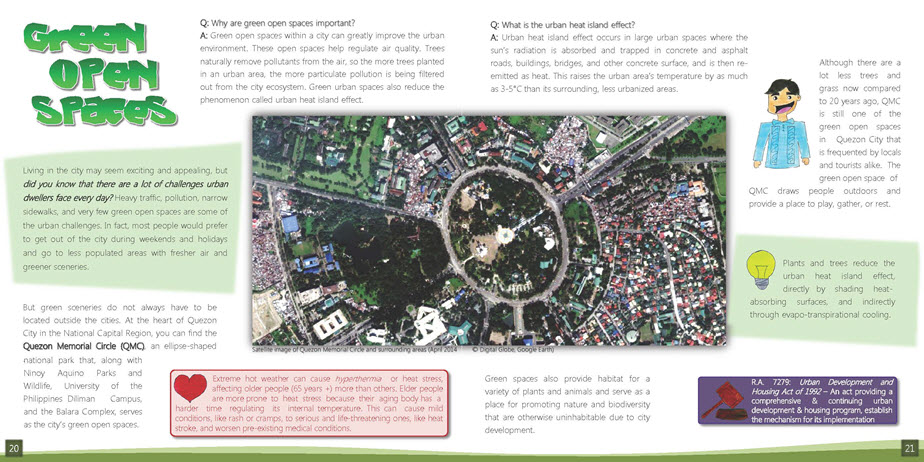 Green
Open
Spaces
Living in the city may seem exciting and appealing, but
did you know that there are a lot of challenges urban
dwellers face every day? Heavy traffic, pollution, narrow
sidewalks, and very few green open spaces are some of
the urban challenges. In fact, most people would prefer
to get out of the city during weekends and holidays
and go to less populated areas with fresher air and
greener sceneries.
But green sceneries do not always have to be
located outside the cities. At the heart of Quezon
City in the National Capital Region, you can find the
Quezon Memorial Circle (QMC), an ellipse-shaped
national park that, along with
Ninoy Aquino Parks and
Wildlife, University of the
Philippines Diliman Campus,
and the Balara Complex, serves
as the city's green open spaces.
Q: Why are green open spaces important?
A: Green open spaces within a city can greatly improve the urban
environment. These open spaces help regulate air quality. Trees
naturally remove pollutants from the air, so the more trees planted
in an urban area, the more particulate pollution is being filtered
out from the city ecosystem. Green urban spaces also reduce the
phenomenon called urban heat island effect.
Q: What is the urban heat island effect?
A: Urban heat island effect occurs in large urban spaces where the
sun's radiation is absorbed and trapped in concrete and asphalt
roads, buildings, bridges, and other concrete surface, and is then re-
emitted as heat. This raises the urban area's temperature by as much
as 3-5°C than its surrounding, less urbanized areas.
Satellite image of Quezon Memorial Circle and surrounding areas (April 2014 © Digital Globe, Google Earth)
Extreme hot weather can cause hyperthermia or heat stress,
affecting older people (65 years +) more than others. Elder people
are more prone to heat stress because their aging body has a
harder time regulating its internal temperature. This can cause mild
conditions, like rash or cramps, to serious and life-threatening ones, like heat
stroke, and worsen pre-existing medical conditions.
Green spaces also provide habitat for a
variety of plants and animals and serve as a
place for promoting nature and biodiversity
that are otherwise uninhabitable due to city
development.
Although there are a
lot less trees and
grass now compared
to 20 years ago, QMC
is still one of the
green open spaces
in Quezon City that
is frequented by locals
and tourists alike. The
green open space of
QMC draws people outdoors and
provide a place to play, gather, or rest.
Plants and trees reduce the
urban heat island effect,
directly by shading heat-
absorbing surfaces, and indirectly
through evapo-transpirational cooling.
R.A. 7279: Urban Development and
Housing Act of 1992 – An act providing a
comprehensive & continuing urban
development & housing program, establish
the mechanism for its implementation
20
21